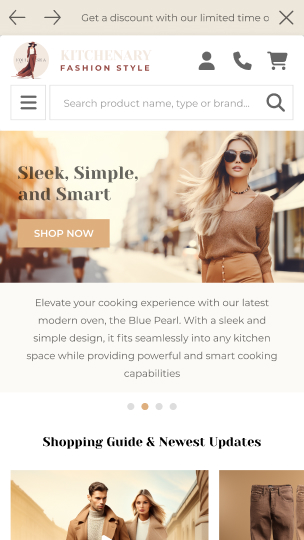 Get a discount with our limited time o
KITCHENARY
FASHION STYLE
Search product name, type or brand...
Sleek, Simple,
and Smart
SHOP NOW
Elevate your cooking experience with our latest
modern oven, the Blue Pearl. With a sleek and
simple design, it fits seamlessly into any kitchen
space while providing powerful and smart cooking
capabilities
Shopping Guide & Newest Updates